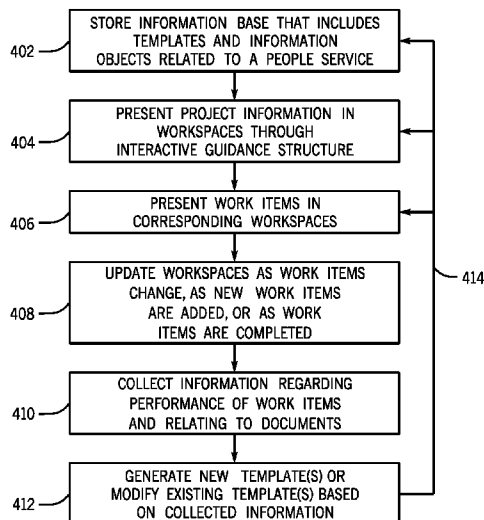 402
STORE INFORMATION BASE THAT INCLUDES
TEMPLATES AND INFORMATION
OBJECTS RELATED TO A PEOPLE SERVICE
404
PRESENT PROJECT INFORMATION IN
WORKSPACES THROUGH
INTERACTIVE GUIDANCE STRUCTURE
406
PRESENT WORK ITEMS IN
CORRESPONDING WORKSPACES
414
408
UPDATE WORKSPACES AS WORK ITEMS
CHANGE, AS NEW WORK ITEMS
ARE ADDED, OR AS WORK
ITEMS ARE COMPLETED
410
COLLECT INFORMATION REGARDING
PERFORMANCE OF WORK ITEMS
AND RELATING TO DOCUMENTS
412
GENERATE NEW TEMPLATE(S) OR
MODIFY EXISTING TEMPLATE(S) BASED
ON COLLECTED INFORMATION